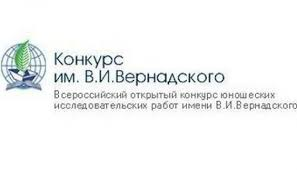 Конкурс
им. В.И.Вернадского
Всероссийский открытый конкурс юношеских
исследовательских работ имени В.И.Вернадского